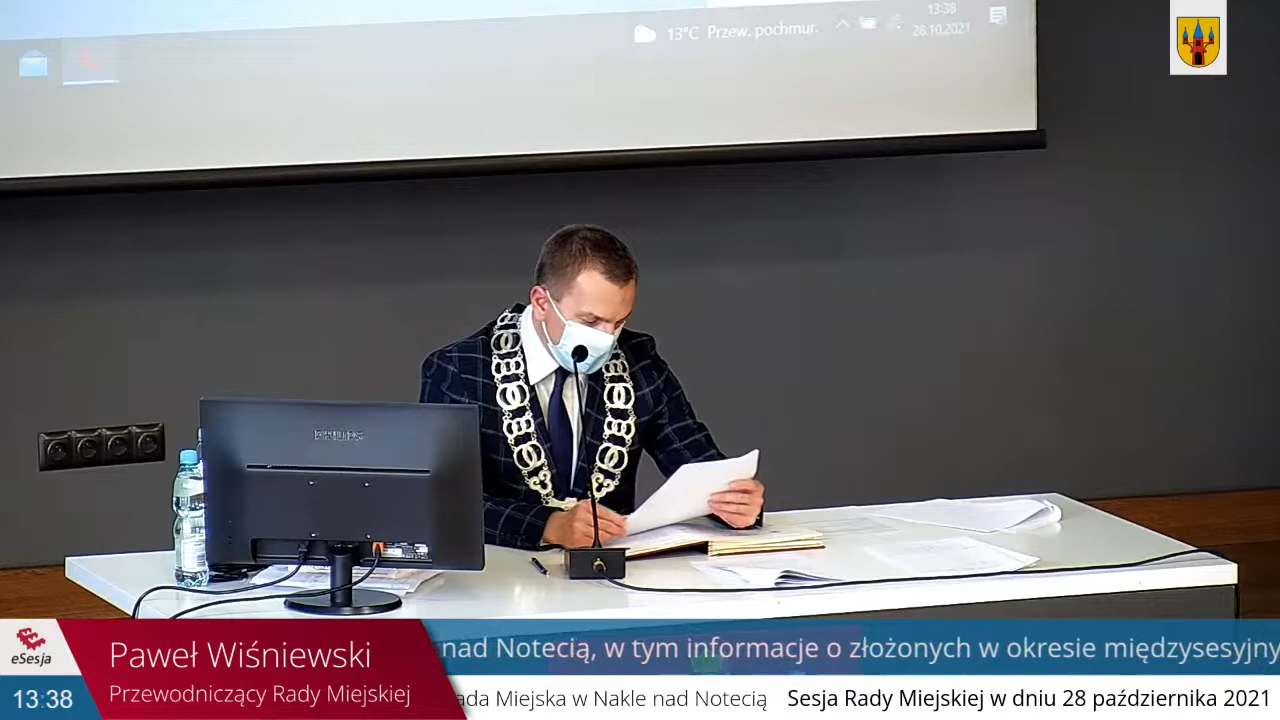 13:38
13°C Przew. pochmur.
28.10.2021
PHILIPS
eSesja
Paweł Wiśniewski
nad Notecią, w tym informacje o złożonych w okresie międzysesyjny
13:38
Przewodniczący Rady Miejskiej
ada Miejska w Nakle nad Notecią
Sesja Rady Miejskiej w dniu 28 października 2021